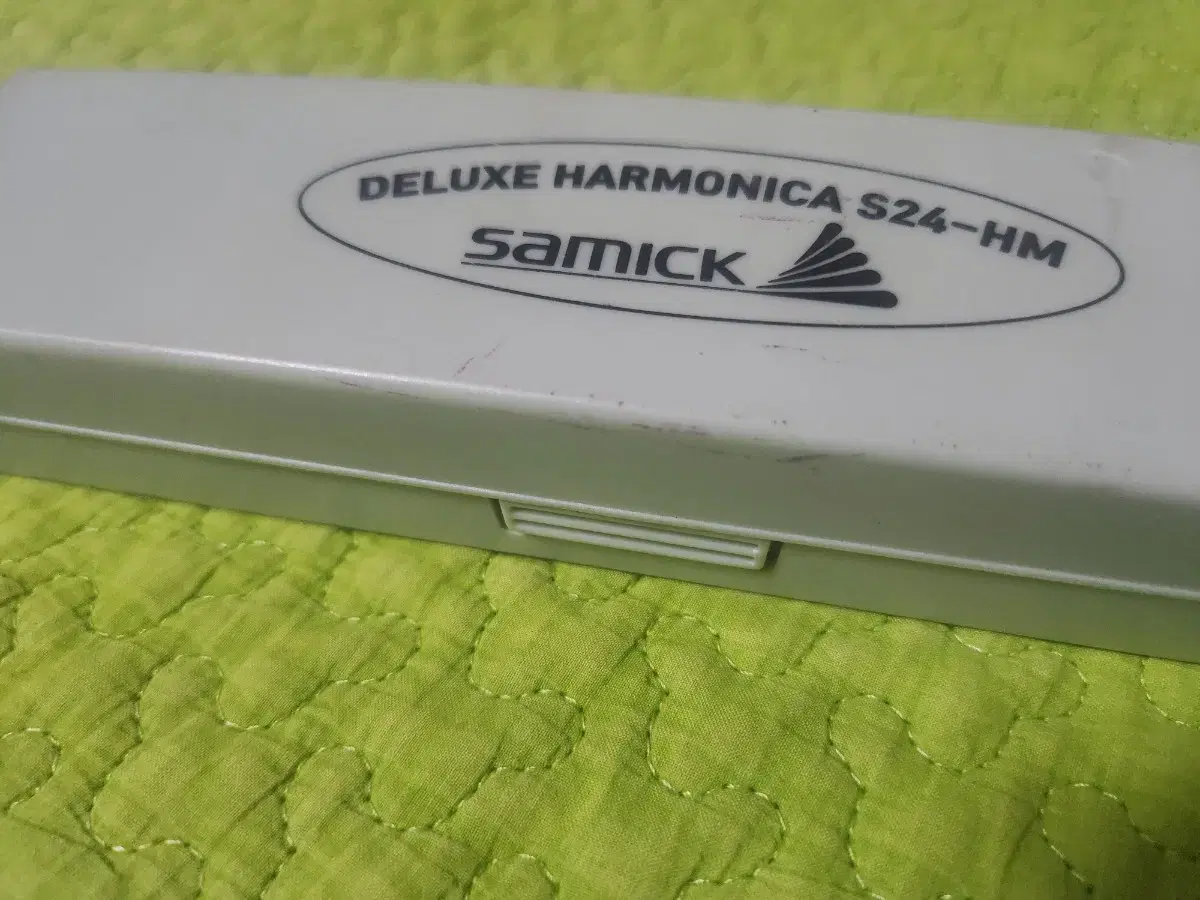 DELUXE HARMONICA S24-HM
SAMICK